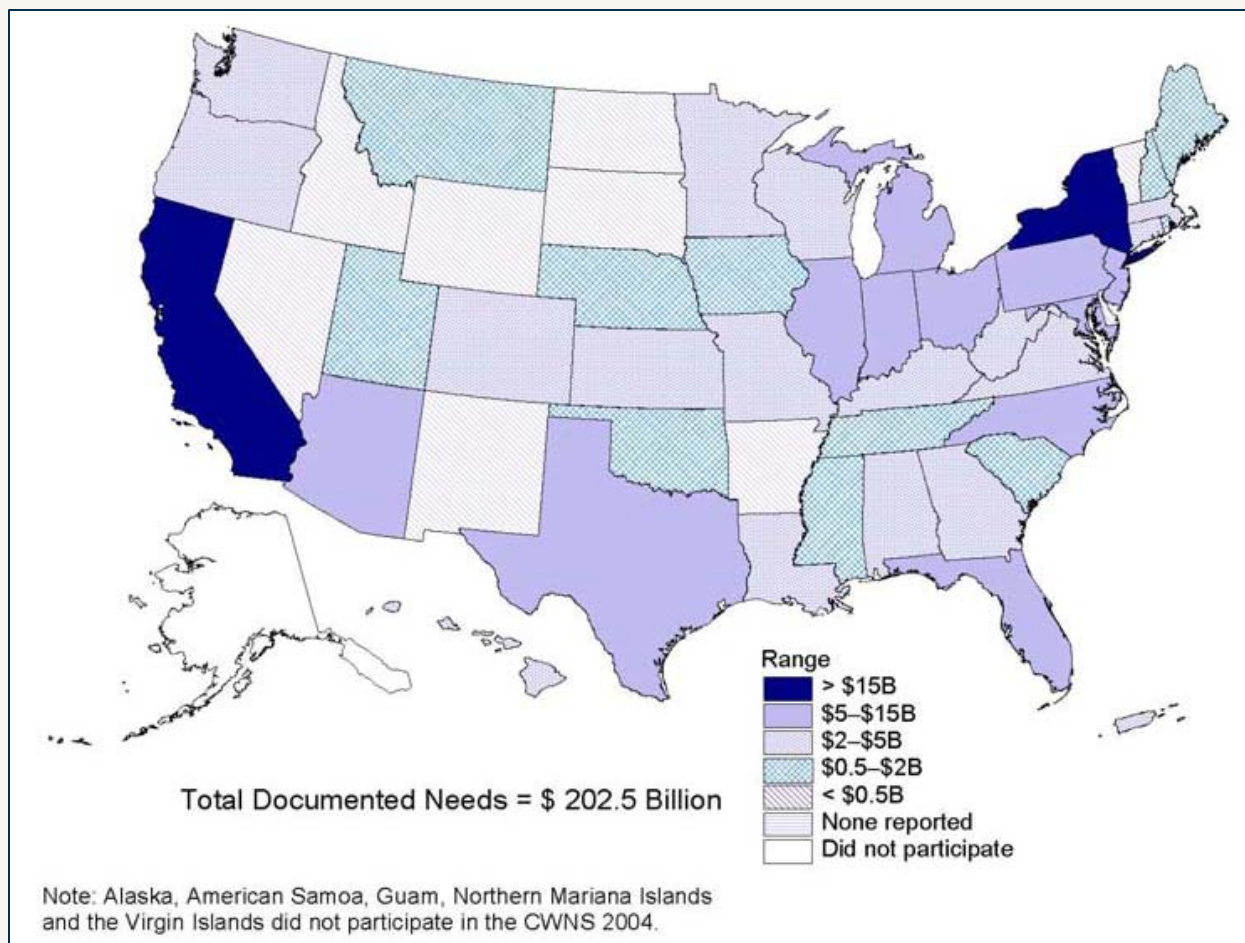 Range
> $15B
$5–$15B
$2–$5B
$0.5–$2B
< $0.5B
None reported
Did not participate
Total Documented Needs = $ 202.5 Billion
Note: Alaska, American Samoa, Guam, Northern Mariana Islands
and the Virgin Islands did not participate in the CWNS 2004.